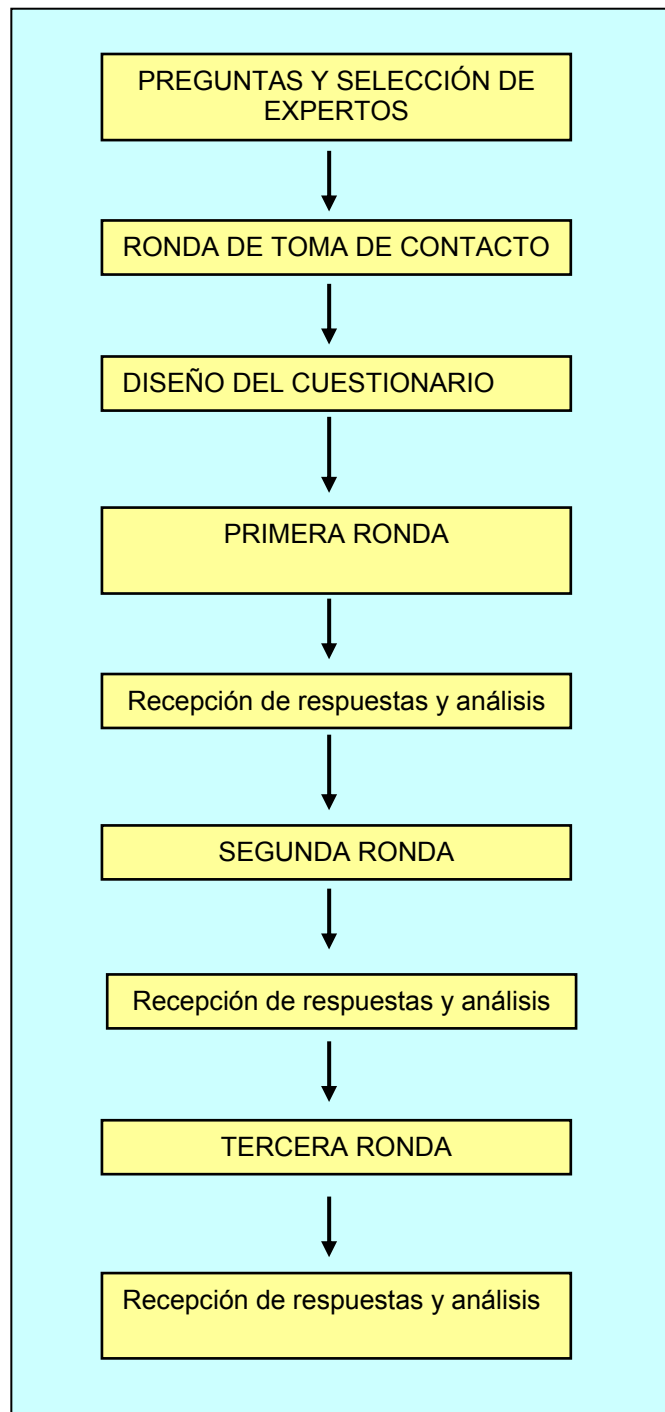 PREGUNTAS Y SELECCIÓN DE
EXPERTOS
RONDA DE TOMA DE CONTACTO
DISEÑO DEL CUESTIONARIO
PRIMERA RONDA
Recepción de respuestas y análisis
SEGUNDA RONDA
Recepción de respuestas y análisis
TERCERA RONDA
Recepción de respuestas y análisis